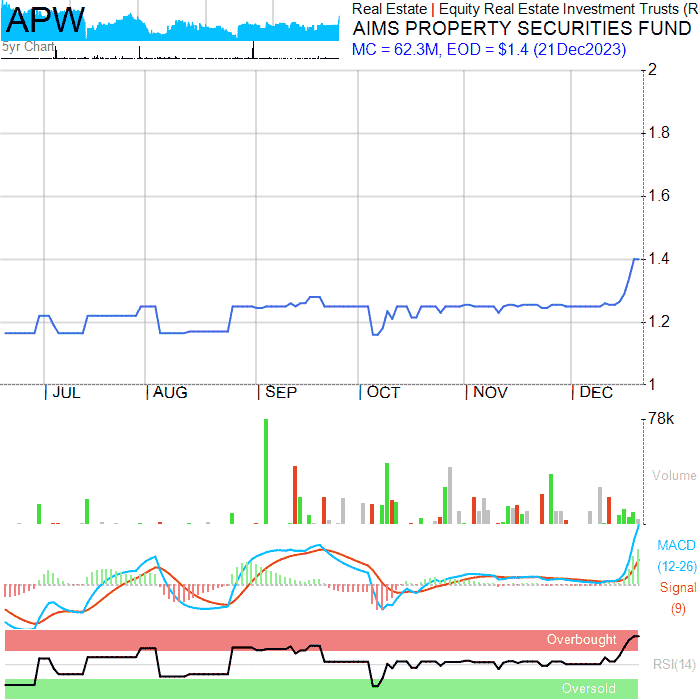 APW
5yr Chart
Real Estate | Equity Real Estate Investment Trusts (R
AIMS PROPERTY SECURITIES FUND
MC = 62.3M, EOD = $1.4 (21Dec2023)
2
1.8
1.6
1.4
1.2
1
JUL AUG SEP OCT NOV DEC
78k
Volume
MACD
(12-26)
Signal
(9)
Overbought
RSI(14)
Oversold